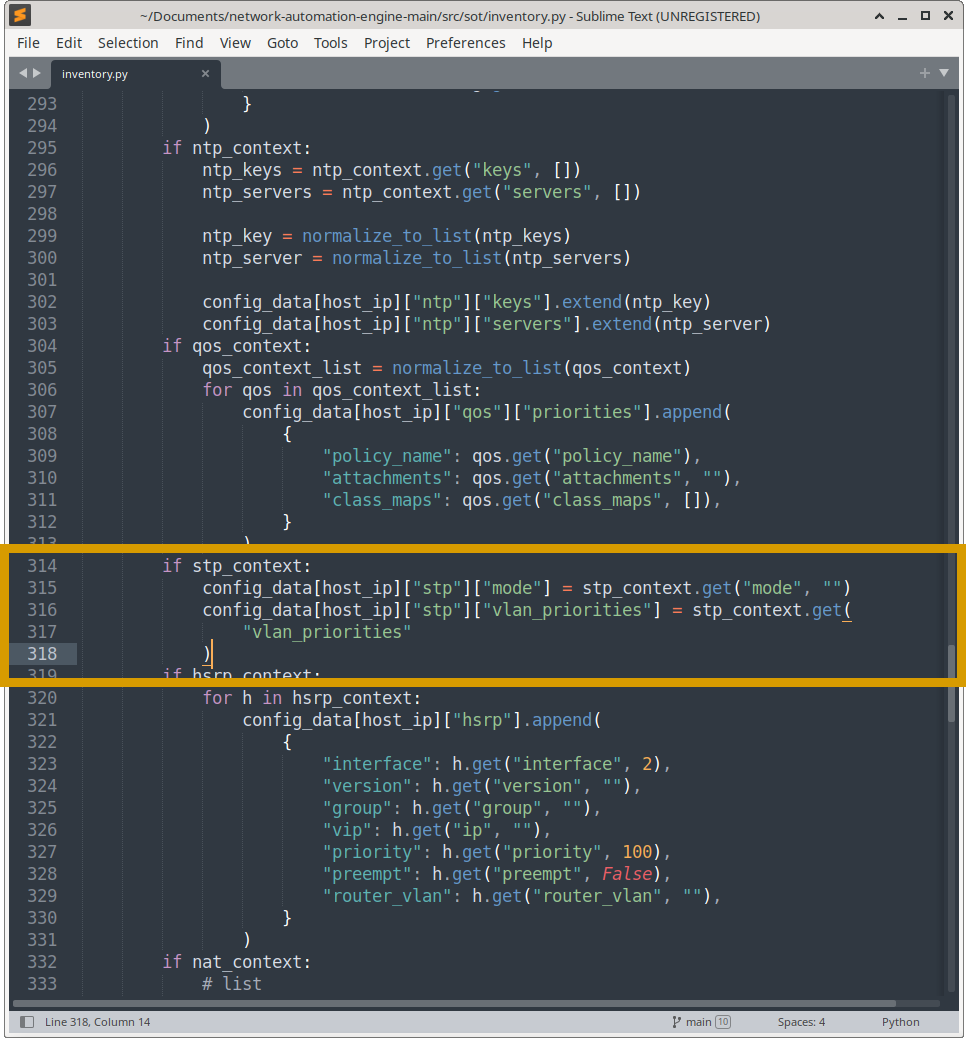 ~/Documents/network-automation-engine-main/src/sot/inventory.py - Sublime Text (UNREGISTERED)
File Edit Selection Find View Goto Tools Project Preferences Help
inventory.py
293 }
294 )
295 if ntp_context:
296 ntp_keys = ntp_context.get("keys", [])
297 ntp_servers = ntp_context.get("servers", [])
298
299 ntp_key = normalize_to_list(ntp_keys)
300 ntp_server = normalize_to_list(ntp_servers)
301
302 config_data[host_ip]["ntp"]["keys"].extend(ntp_key)
303 config_data[host_ip]["ntp"]["servers"].extend(ntp_server)
304 if qos_context:
305 qos_context_list = normalize_to_list(qos_context)
306 for qos in qos_context_list:
307 config_data[host_ip]["qos"]["priorities"].append(
308 {
309 "policy_name": qos.get("policy_name"),
310 "attachments": qos.get("attachments", ""),
311 "class_maps": qos.get("class_maps", []),
312 }
313 )
314 if stp_context:
315 config_data[host_ip]["stp"]["mode"] = stp_context.get("mode", "")
316 config_data[host_ip]["stp"]["vlan_priorities"] = stp_context.get(
317 "vlan_priorities"
318 )
319 if hsrp_context:
320 for h in hsrp_context:
321 config_data[host_ip]["hsrp"].append(
322 {
323 "interface": h.get("interface", 2),
324 "version": h.get("version", ""),
325 "group": h.get("group", ""),
326 "vip": h.get("ip", ""),
327 "priority": h.get("priority", 100),
328 "preempt": h.get("preempt", False),
329 "router_vlan": h.get("router_vlan", ""),
330 }
331 )
332 if nat_context:
333 # list
Line 318, Column 14 main 10 Spaces: 4 Python